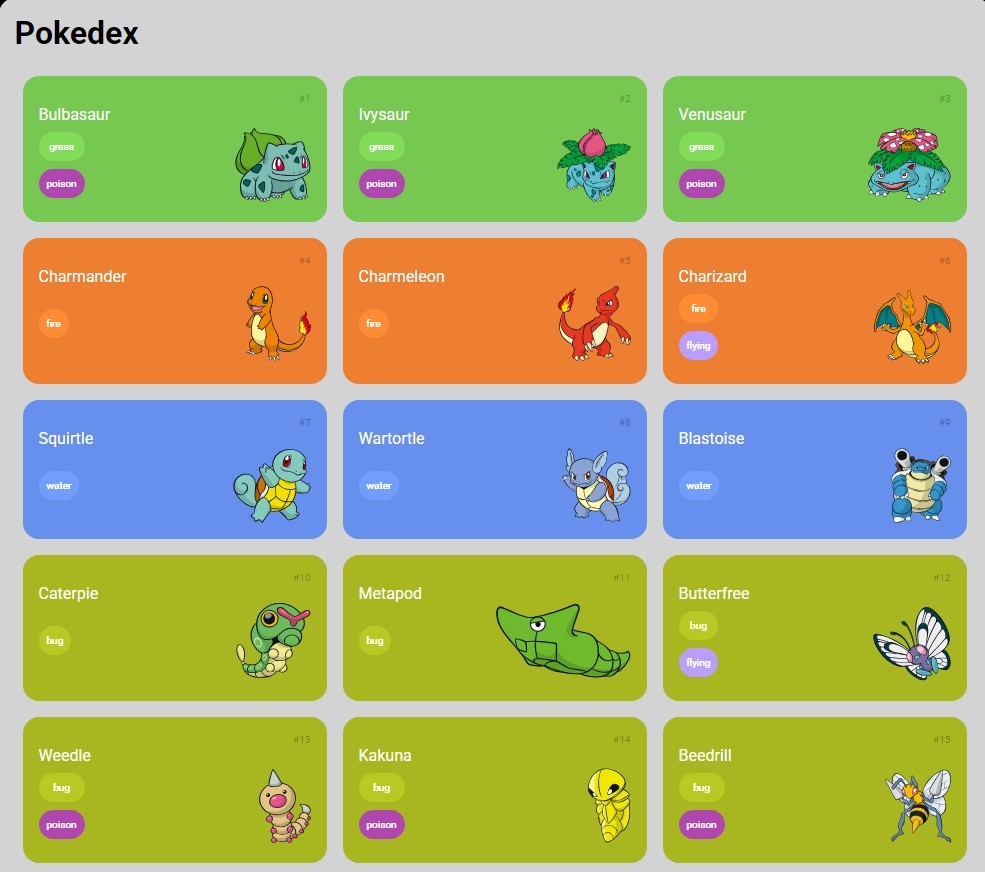 Pokedex
#1
Bulbasaur
grass
poison
#2
Ivysaur
grass
poison
#3
Venusaur
grass
poison
#4
Charmander
fire
#5
Charmeleon
fire
#6
Charizard
fire
flying
#7
Squirtle
water
#8
Wartortle
water
#9
Blastoise
water
#10
Caterpie
bug
#11
Metapod
bug
#12
Butterfree
bug
flying
#13
Weedle
bug
poison
#14
Kakuna
bug
poison
#15
Beedrill
bug
poison